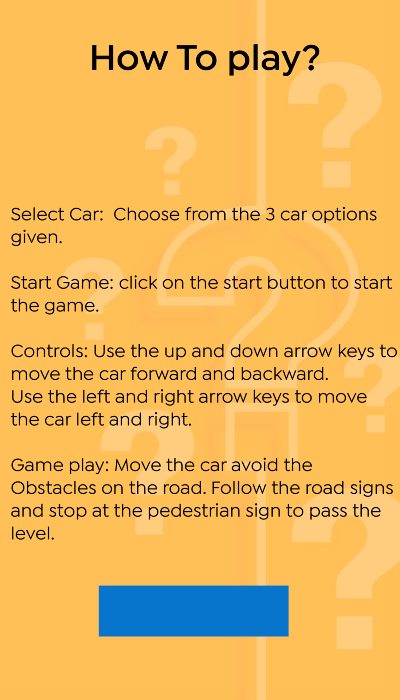 How To play?
Select Car:  Choose from the 3 car options
given.
Start Game: click on the start button to start
the game.
Controls: Use the up and down arrow keys to
move the car forward and backward.
Use the left and right arrow keys to move
the car left and right.
Game play: Move the car avoid the
Obstacles on the road. Follow the road signs
and stop at the pedestrian sign to pass the
level.